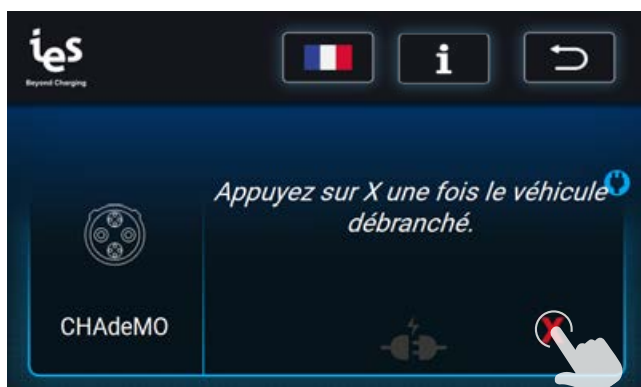 ies
Beyond Charging
i
Appuyez sur X une fois le véhicule
débranché.
CHAdeMO
X